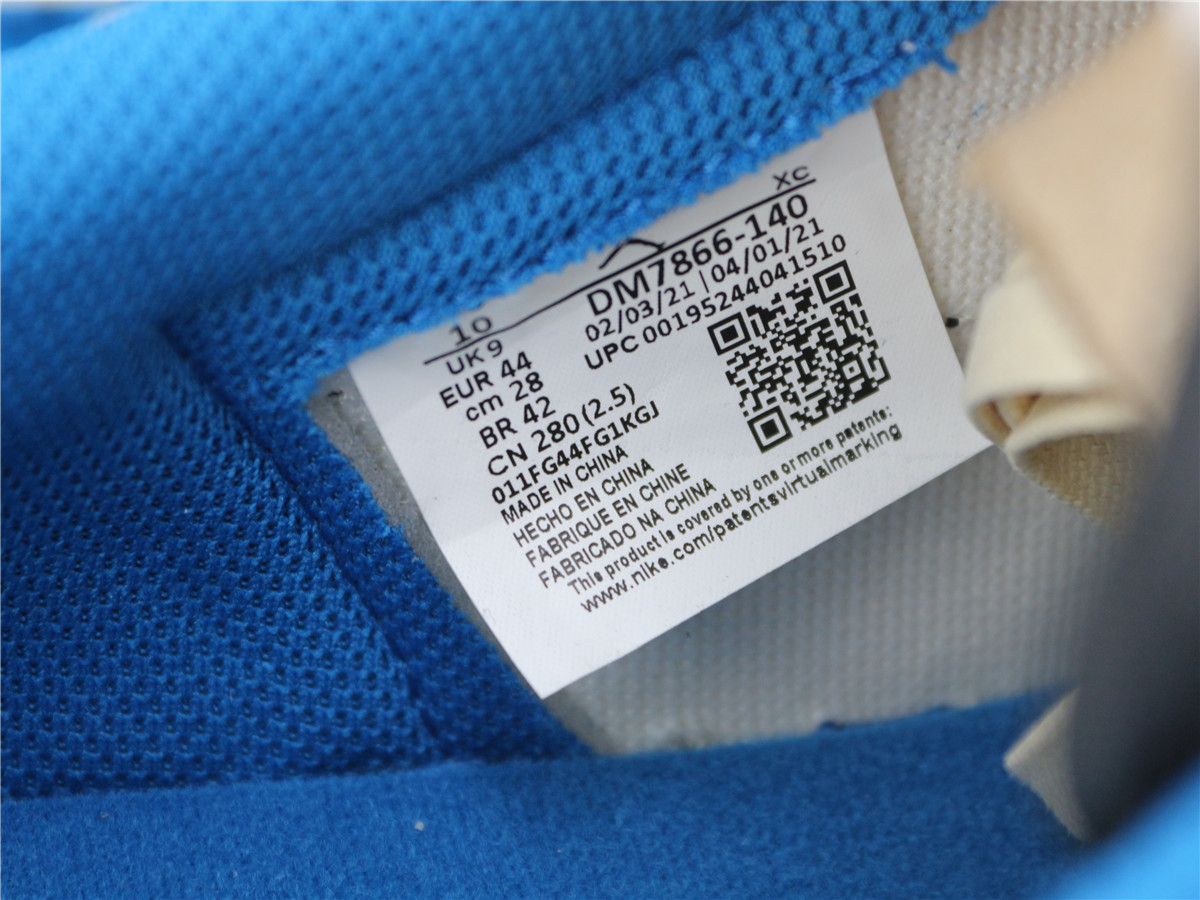 XC
10
DM7866-140
UK 9
02/03/21 | 04/01/21
EUR 44
UPC 00195244041510
cm 28
BR 42
CN 280 (2.5)
011FG44FG1KGJ
MADE IN CHINA
HECHO EN CHINA
FABRIQUE EN CHINE
FABRICADO NA CHINA
This product is covered by one or more patents:
www.nike.com/patentsvirtualmarking